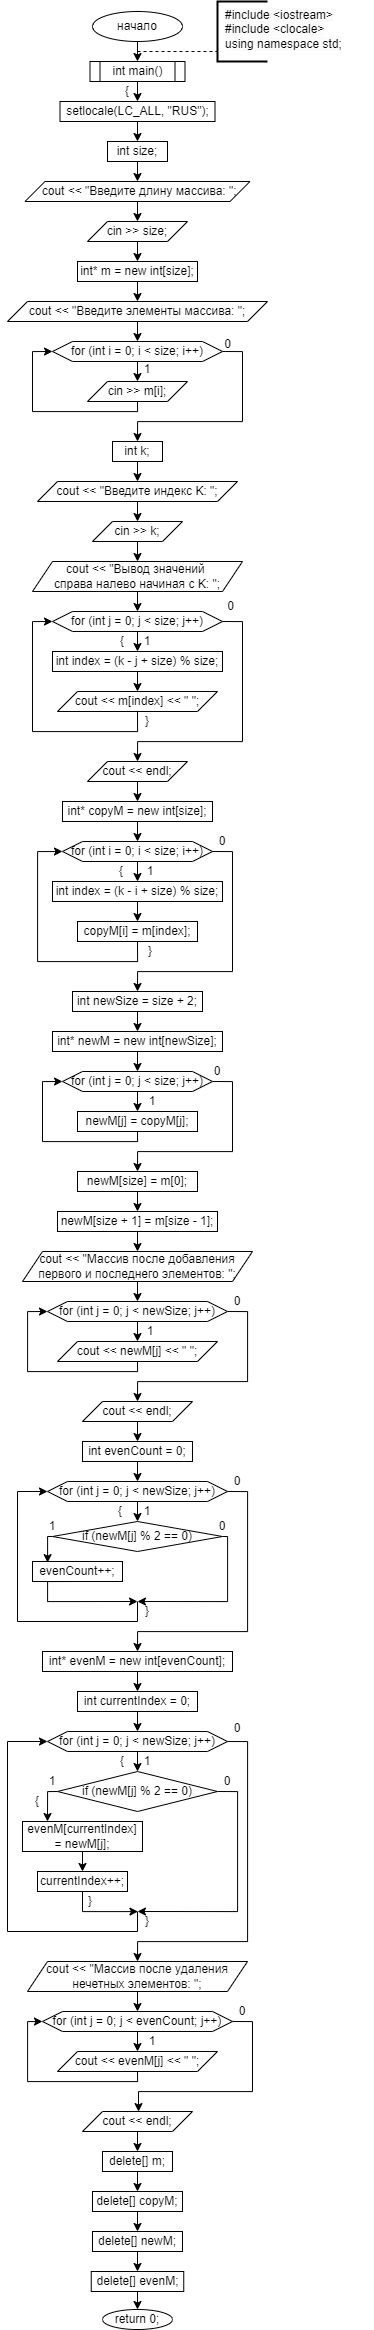 начало
#include <iostream>
#include <clocale>
using namespace std;
int main()
{
setlocale(LC_ALL, "RUS");
int size;
cout << "Введите длину массива: ";
cin >> size;
int* m = new int[size];
cout << "Введите элементы массива: ";
for (int i = 0; i < size; i++)
0
1
cin >> m[i];
int k;
cout << "Введите индекс K: ";
cin >> k;
cout << "Вывод значений
справа налево начиная с K: ";
for (int j = 0; j < size; j++)
0
{ 1
int index = (k - j + size) % size;
cout << m[index] << " ";
}
cout << endl;
int* copyM = new int[size];
for (int i = 0; i < size; i++)
0
{ 1
int index = (k - i + size) % size;
copyM[i] = m[index];
}
int newSize = size + 2;
int* newM = new int[newSize];
for (int j = 0; j < size; j++)
0
1
newM[j] = copyM[j];
newM[size] = m[0];
newM[size + 1] = m[size - 1];
cout << "Массив после добавления
первого и последнего элементов: ";
for (int j = 0; j < newSize; j++)
0
1
cout << newM[j] << " ";
cout << endl;
int evenCount = 0;
for (int j = 0; j < newSize; j++)
0
{ 1
1
if (newM[j] % 2 == 0)
0
evenCount++;
}
int* evenM = new int[evenCount];
int currentIndex = 0;
for (int j = 0; j < newSize; j++)
0
{ 1
1
if (newM[j] % 2 == 0)
0
{
evenM[currentIndex]
= newM[j];
currentIndex++;
}
}
cout << "Массив после удаления
нечетных элементов: ";
for (int j = 0; j < evenCount; j++)
0
1
cout << evenM[j] << " ";
cout << endl;
delete[] m;
delete[] copyM;
delete[] newM;
delete[] evenM;
return 0;